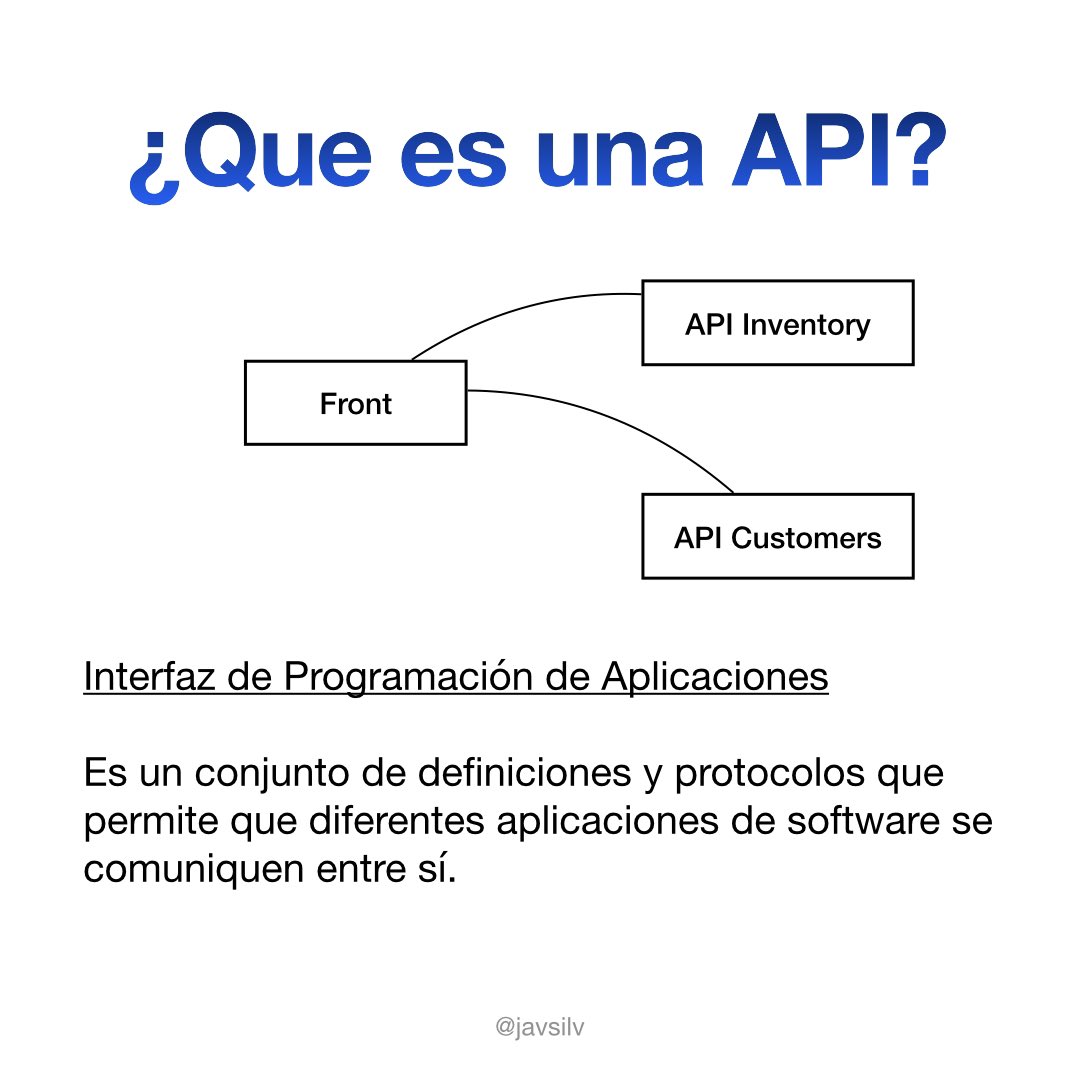 ¿Que es una API?
API Inventory
Front
API Customers
Interfaz de Programación de Aplicaciones
Es un conjunto de definiciones y protocolos que
permite que diferentes aplicaciones de software se
comuniquen entre sí.
@javsilv